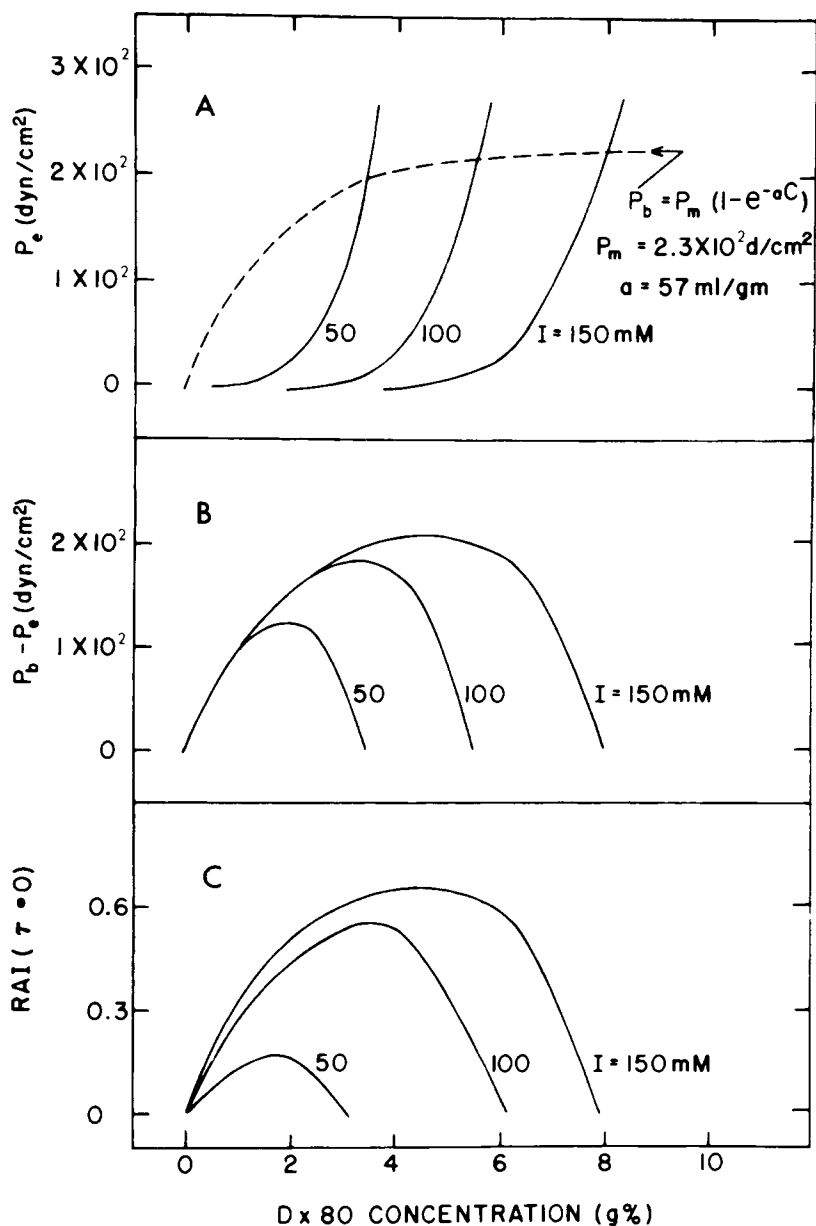 A
P_e (dyn/cm²)
3 X 10²
2 X 10²
1 X 10²
0
P_b = P_m (1-e^-aC)
P_m = 2.3X10² d/cm²
a = 57 ml/gm
50
100
I = 150 mM
B
P_b - P_e (dyn/cm²)
2 X 10²
1 X 10²
0
50
100
I = 150 mM
C
RAI (τ = 0)
0.6
0.3
0
50
100
I = 150 mM
0 2 4 6 8 10
D x 80 CONCENTRATION (g%)